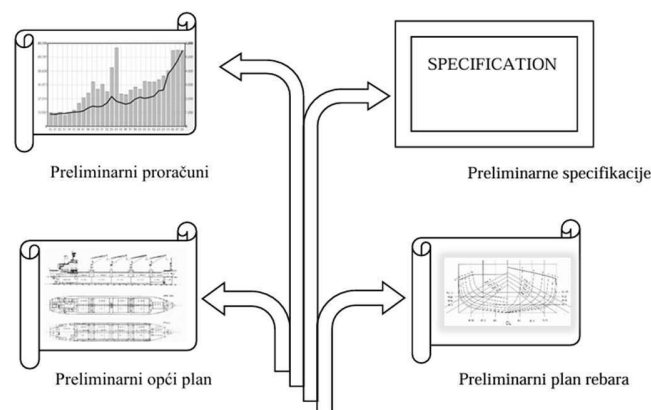 SPECIFICATION
Preliminarni proračuni
Preliminarne specifikacije
Preliminarni opći plan
Preliminarni plan rebara